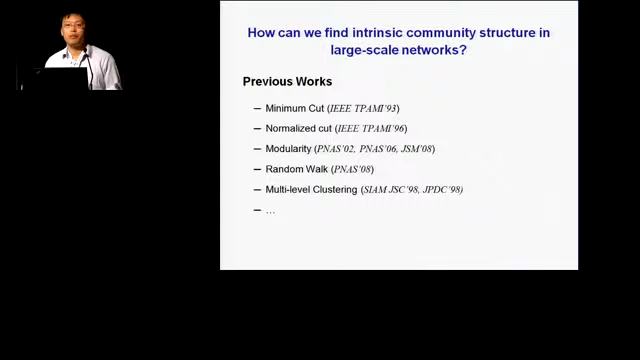 How can we find intrinsic community structure in
large-scale networks?
Previous Works
– Minimum Cut (IEEE TPAMI'93)
– Normalized cut (IEEE TPAMI'96)
– Modularity (PNAS'02, PNAS'06, JSM'08)
– Random Walk (PNAS'08)
– Multi-level Clustering (SIAM JSC'98, JPDC'98)
– ...